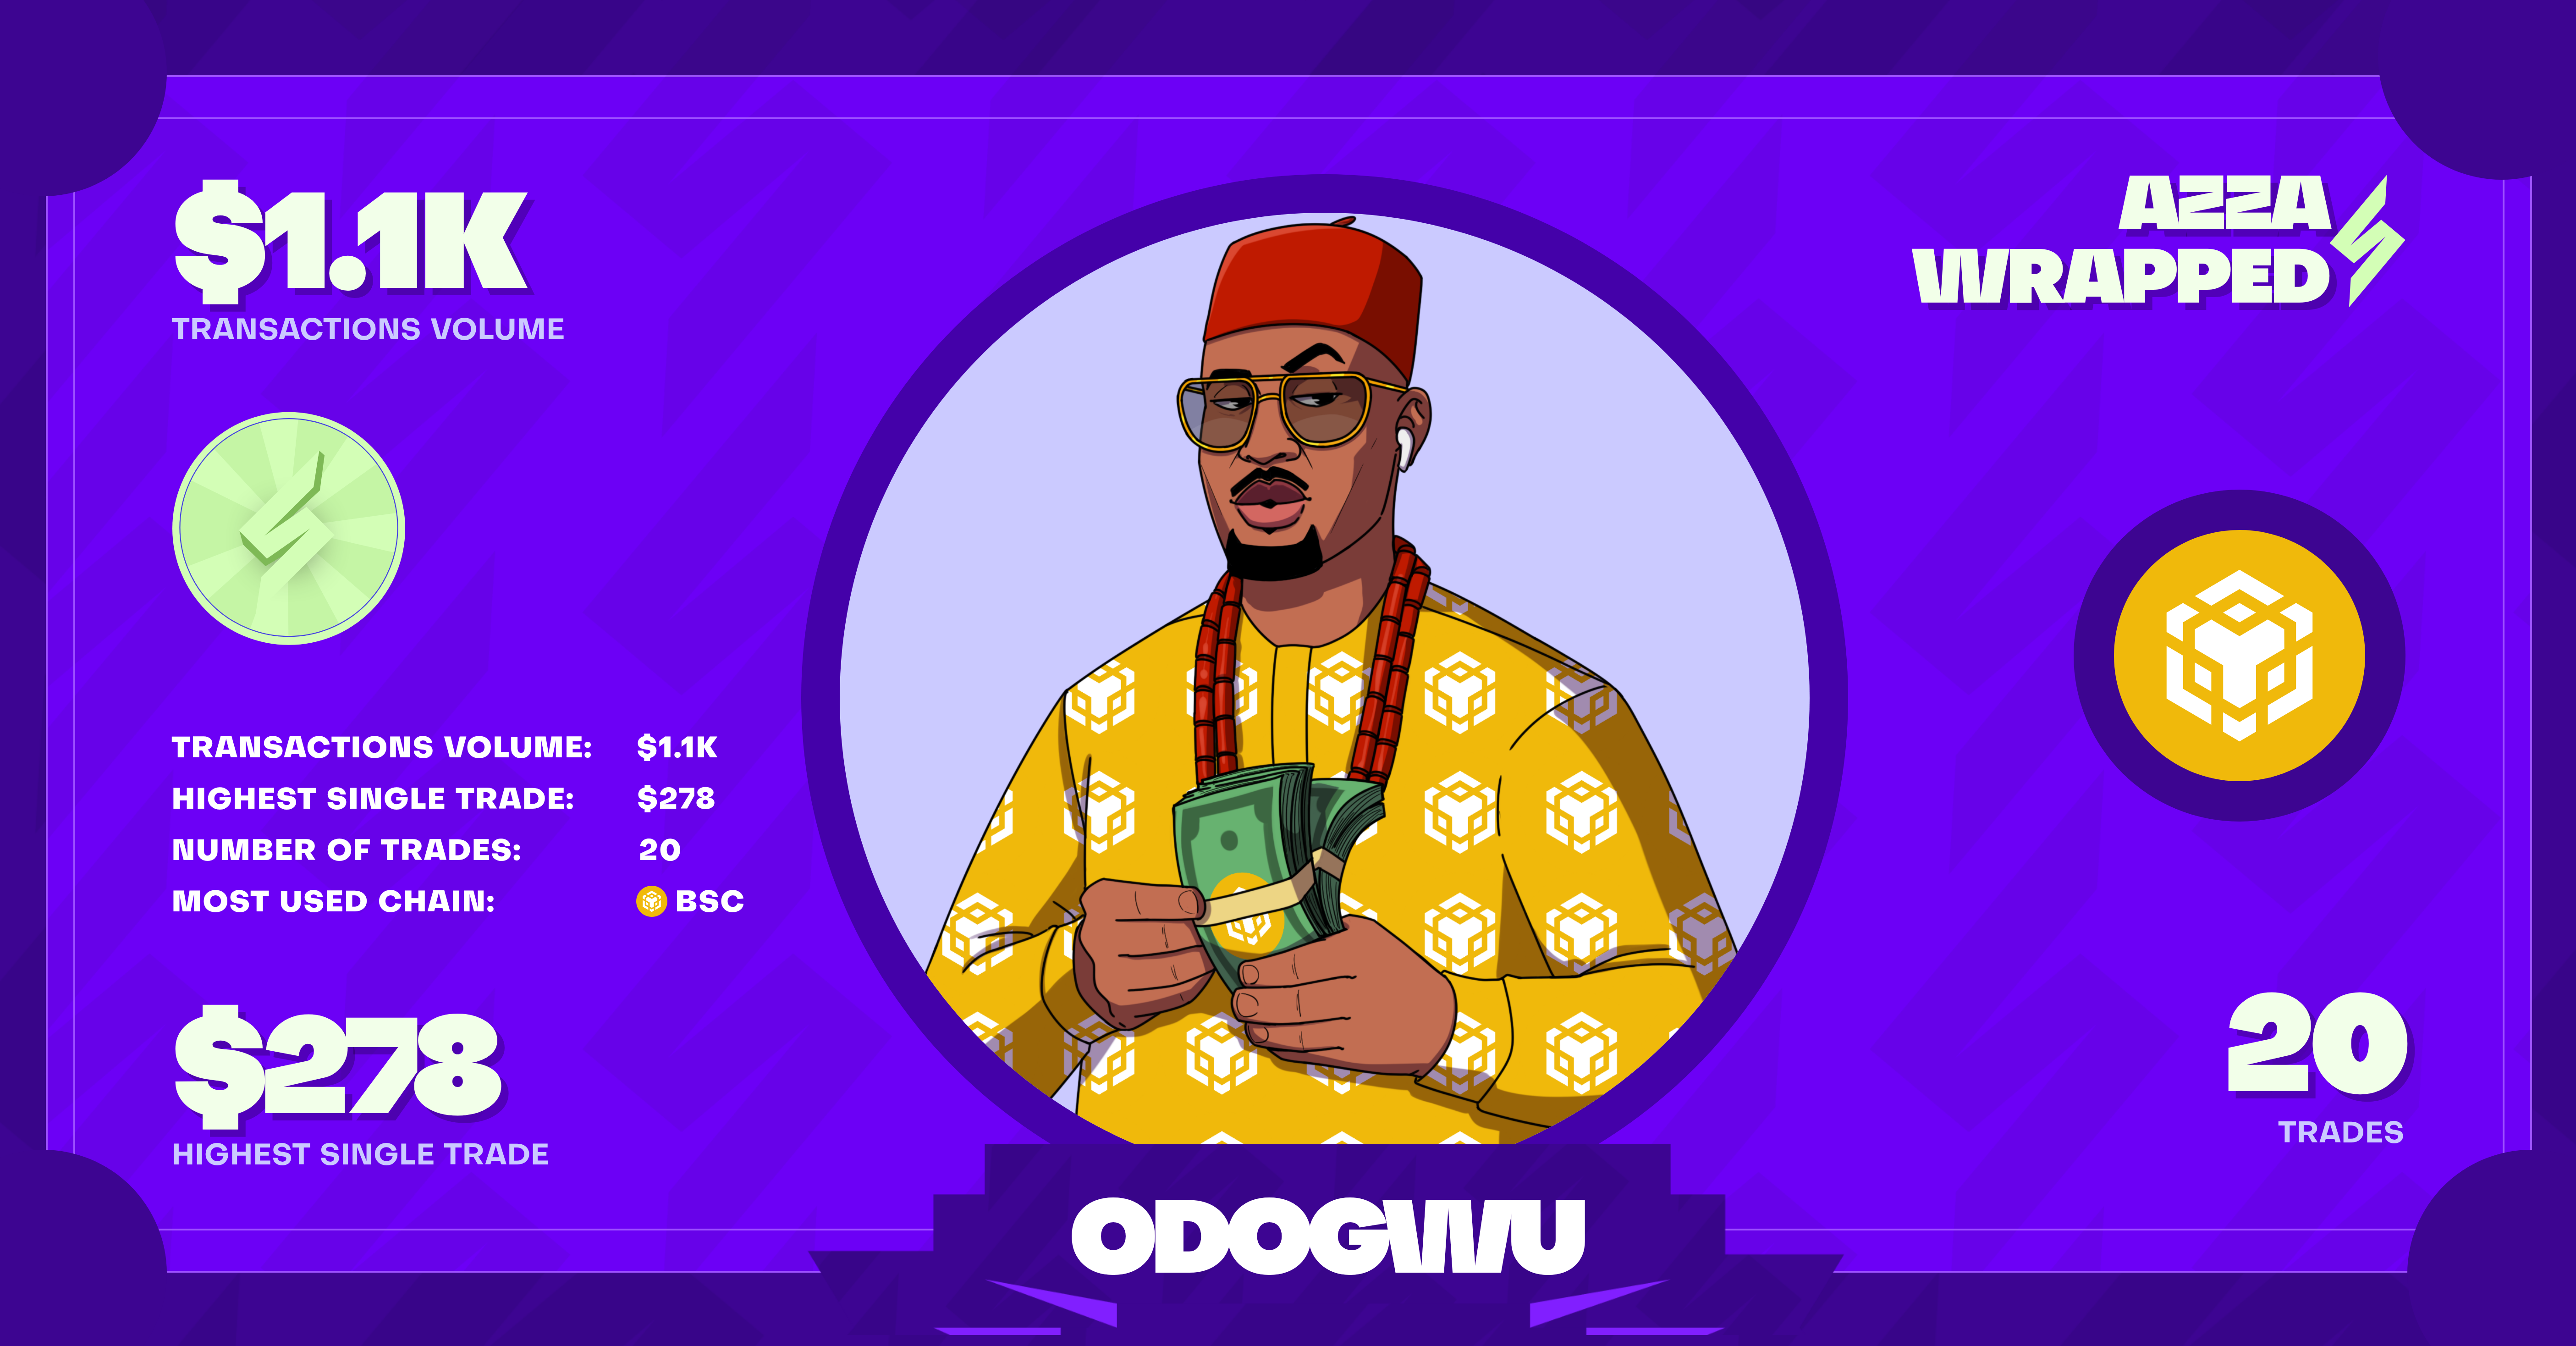 $1.1K
TRANSACTIONS VOLUME
AZZA
WRAPPED
TRANSACTIONS VOLUME: $1.1K
HIGHEST SINGLE TRADE: $278
NUMBER OF TRADES: 20
MOST USED CHAIN: BSC
$278
HIGHEST SINGLE TRADE
20
TRADES
ODOGWU